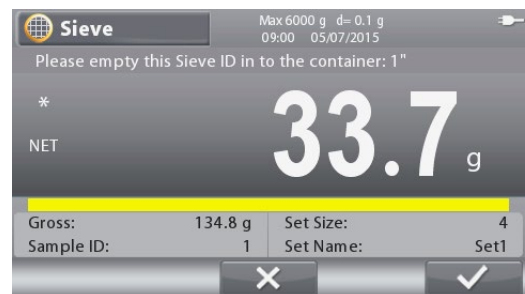 Sieve
Max 6000 g d= 0.1 g
09:00 05/07/2015
Please empty this Sieve ID in to the container: 1"
*
NET
33.7 g
Gross: 134.8 g Set Size: 4
Sample ID: 1 Set Name: Set1